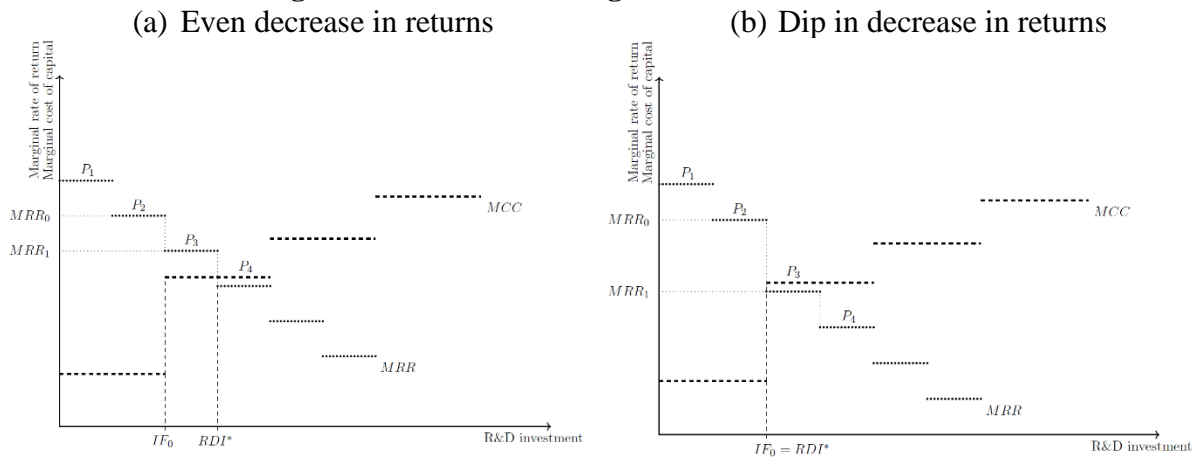 (a) Even decrease in returns
Marginal rate of return
Marginal cost of capital
P1
MRR0
P2
MRR1
P3
P4
MCC
MRR
IF0
RDI*
R&D investment
(b) Dip in decrease in returns
Marginal rate of return
Marginal cost of capital
P1
MRR0
P2
MCC
P3
MRR1
P4
MRR
IF0 = RDI*
R&D investment